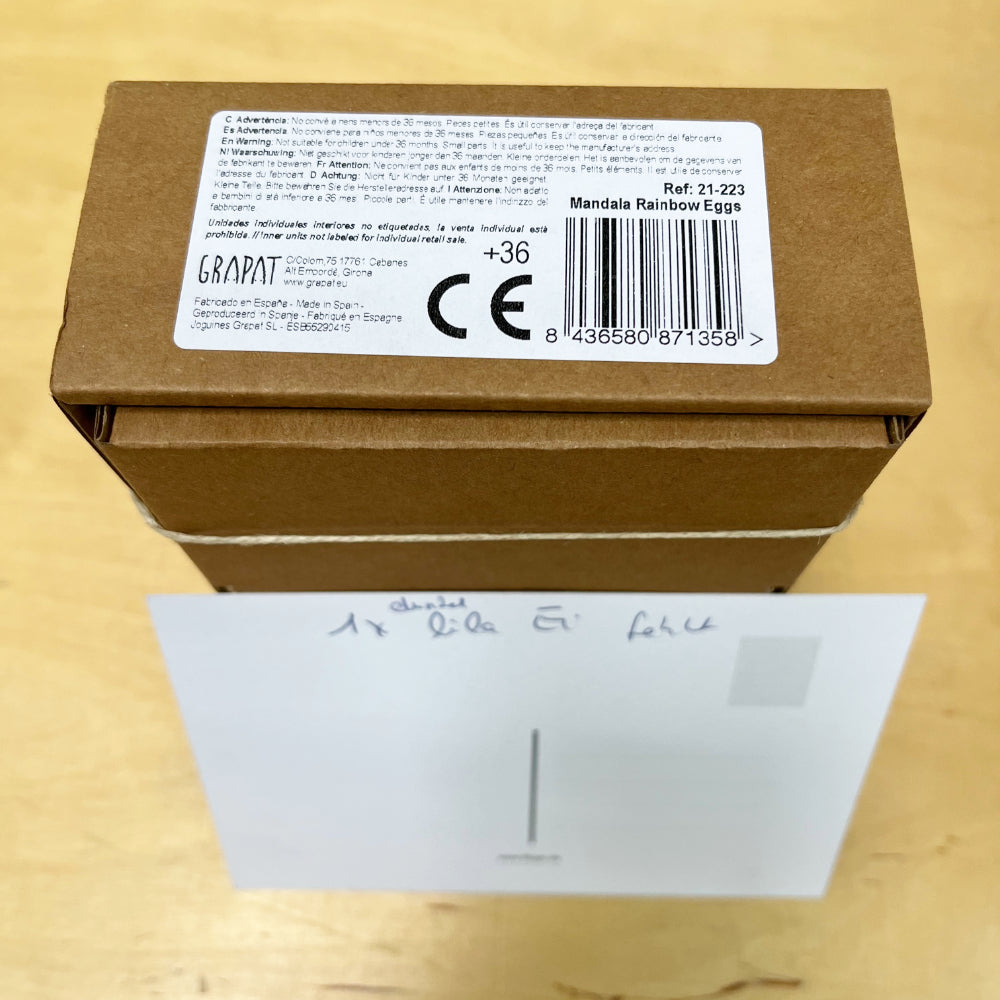 C Advertència: No convé a nens menors de 36 mesos. Peces petites. És útil conservar l'adreça del fabricant.
Es Advertencia: No conviene para niños menores de 36 meses. Piezas pequeñas. Es útil conservar la dirección del fabricante.
En Warning: Not suitable for children under 36 months. Small parts. It is useful to keep the manufacturer's address.
Nl Waarschuwing: Niet geschikt voor kinderen jonger dan 36 maanden. Kleine onderdelen. Het is aanbevolen om de gegevens van
de fabrikant te bewaren. Fr Attention: Ne convient pas aux enfants de moins de 36 mois. Petits éléments. Il est utile de conserver
l'adresse du fabricant. D Achtung: Nicht für Kinder unter 36 Monaten geeignet.
Kleine Teile. Bitte bewahren Sie die Herstelleradresse auf. I Attenzione: Non adatto
a bambini di età inferiore a 36 mesi. Piccole parti. È utile mantenere l'indirizzo del
fabbricante.
Ref: 21-223
Mandala Rainbow Eggs
Unidades individuales interiores no etiquetadas, la venta individual está
prohibida. // Inner units not labeled for individual retail sale.
+36
GRAPAT
C/Colom,75 17761 Cabanes
Alt Empordà, Girona
www.grapat.eu
CE
Fabricado en España - Made in Spain -
Geproduceerd in Spanje - Fabriqué en Espagne
Joguines Grapat SL - ESB55290415
8 436580 871358 >
dunkel
1x lila Ei fehlt